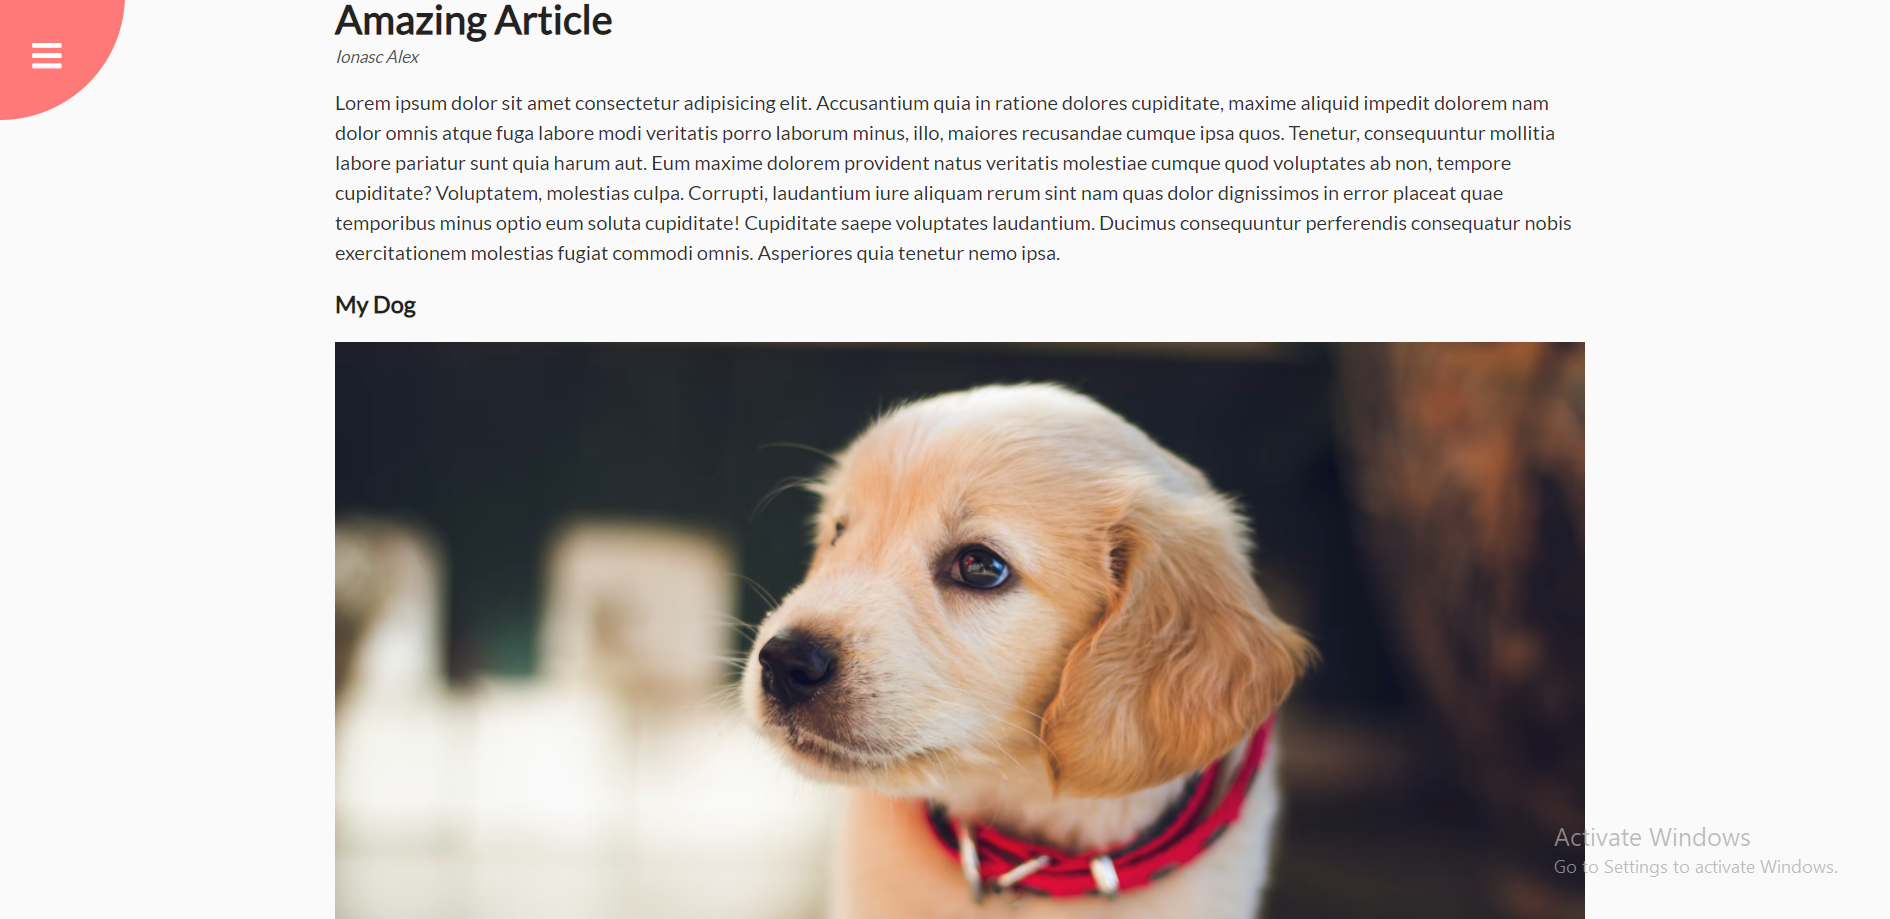 Amazing Article
Ionasc Alex
Lorem ipsum dolor sit amet consectetur adipisicing elit. Accusantium quia in ratione dolores cupiditate, maxime aliquid impedit dolorem nam
dolor omnis atque fuga labore modi veritatis porro laborum minus, illo, maiores recusandae cumque ipsa quos. Tenetur, consequuntur mollitia
labore pariatur sunt quia harum aut. Eum maxime dolorem provident natus veritatis molestiae cumque quod voluptates ab non, tempore
cupiditate? Voluptatem, molestias culpa. Corrupti, laudantium iure aliquam rerum sint nam quas dolor dignissimos in error placeat quae
temporibus minus optio eum soluta cupiditate! Cupiditate saepe voluptates laudantium. Ducimus consequuntur perferendis consequatur nobis
exercitationem molestias fugiat commodi omnis. Asperiores quia tenetur nemo ipsa.
My Dog
Activate Windows
Go to Settings to activate Windows.